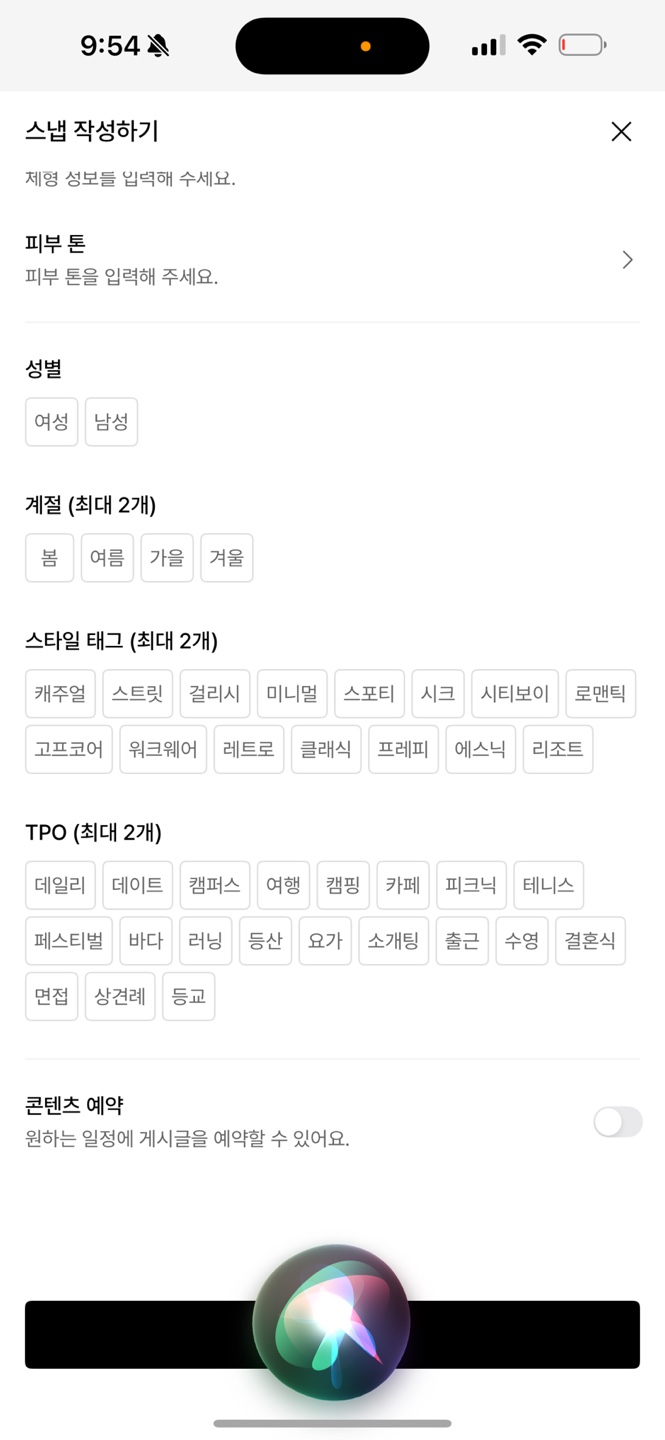 9:54
스냅 작성하기
체형 정보를 입력해 주세요.
피부 톤
피부 톤을 입력해 주세요.
성별
여성 남성
계절 (최대 2개)
봄 여름 가을 겨울
스타일 태그 (최대 2개)
캐주얼 스트릿 걸리시 미니멀 스포티 시크 시티보이 로맨틱
고프코어 워크웨어 레트로 클래식 프레피 에스닉 리조트
TPO (최대 2개)
데일리 데이트 캠퍼스 여행 캠핑 카페 피크닉 테니스
페스티벌 바다 러닝 등산 요가 소개팅 출근 수영 결혼식
면접 상견례 등교
콘텐츠 예약
원하는 일정에 게시글을 예약할 수 있어요.